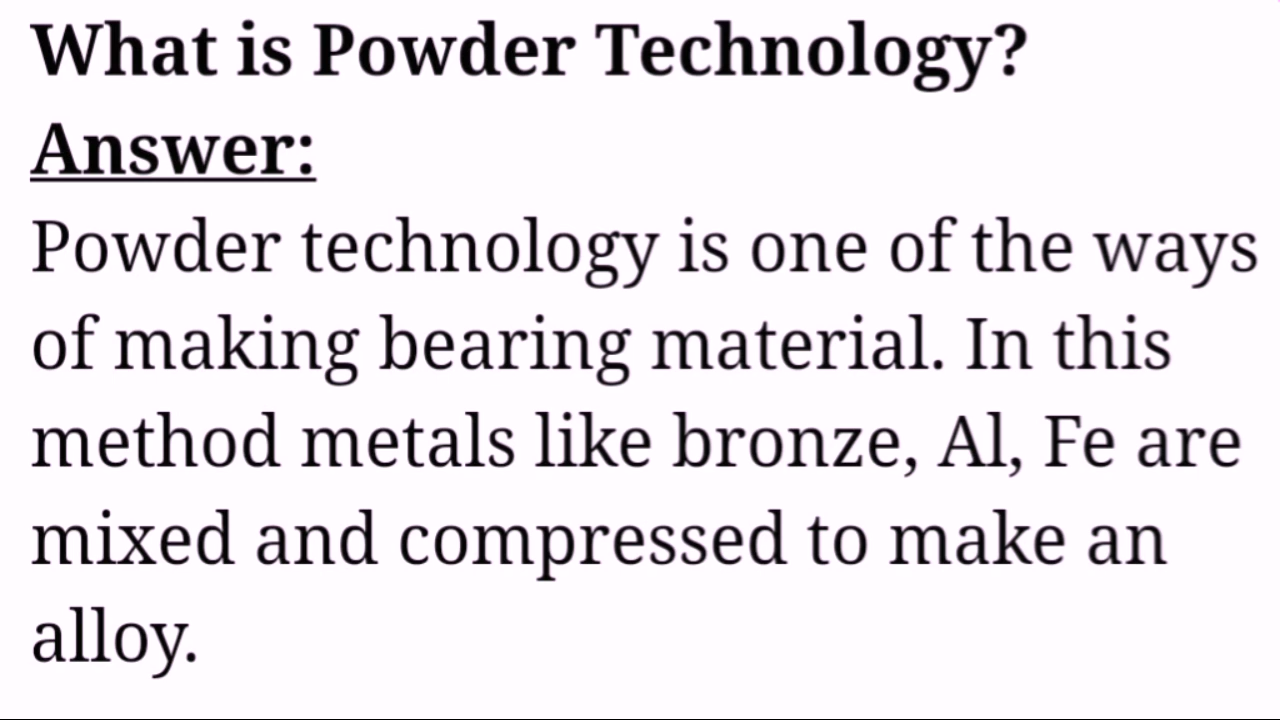 What is Powder Technology?
Answer:
Powder technology is one of the ways
of making bearing material. In this
method metals like bronze, Al, Fe are
mixed and compressed to make an
alloy.